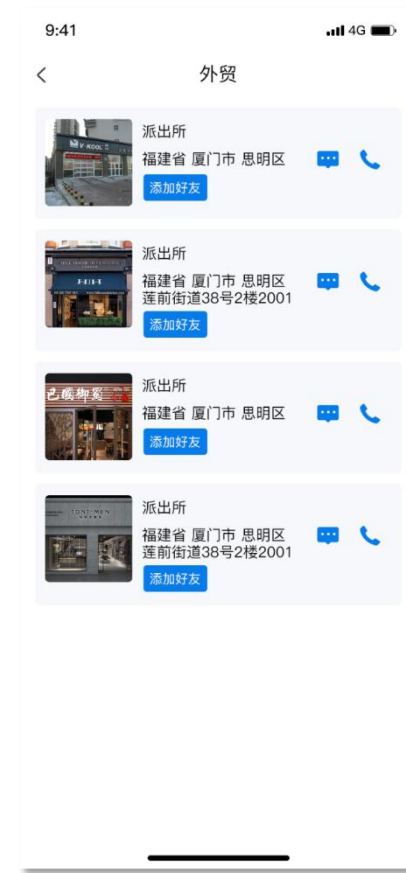 9:41
4G
外贸
V-KOOL
派出所
福建省 厦门市 思明区
添加好友
派出所
福建省 厦门市 思明区
莲前街道38号2楼2001
添加好友
派出所
福建省 厦门市 思明区
添加好友
TONT MEN
派出所
福建省 厦门市 思明区
莲前街道38号2楼2001
添加好友